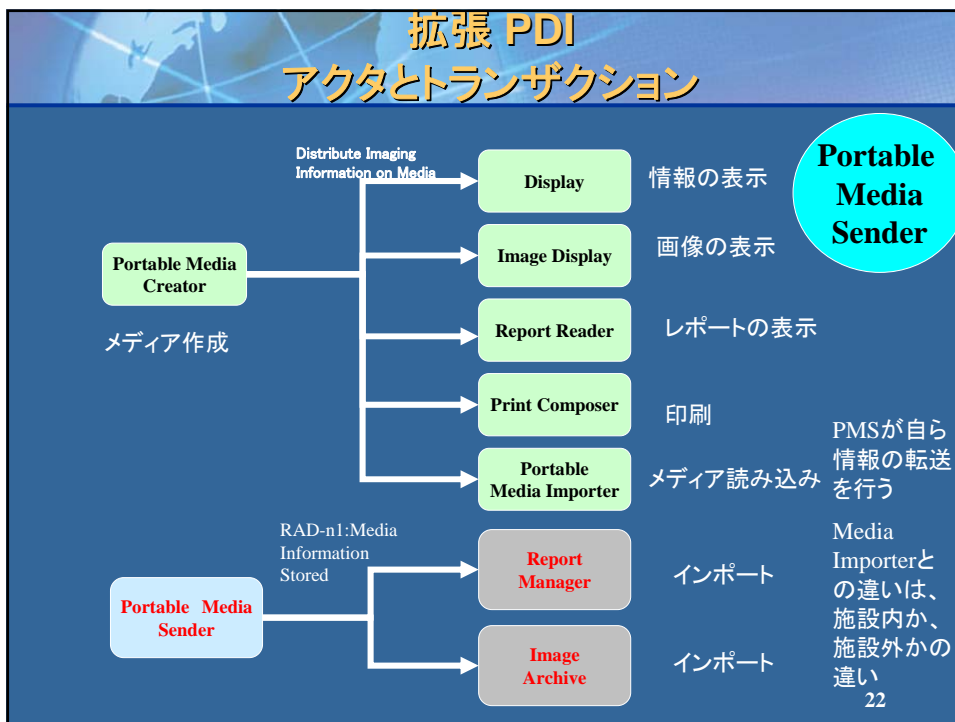 拡張 PDI
アクタとトランザクション
Distribute Imaging
Information on Media
Portable
Media
Sender
Display
情報の表示
Image Display
画像の表示
Portable Media
Creator
メディア作成
Report Reader
レポートの表示
Print Composer
印刷
Portable
Media Importer
メディア読み込み
PMSが自ら
情報の転送
を行う
RAD-n1:Media
Information
Stored
Report
Manager
インポート
Media
Importerと
の違いは、
施設内か、
施設外かの
違い
Portable Media
Sender
Image
Archive
インポート
22